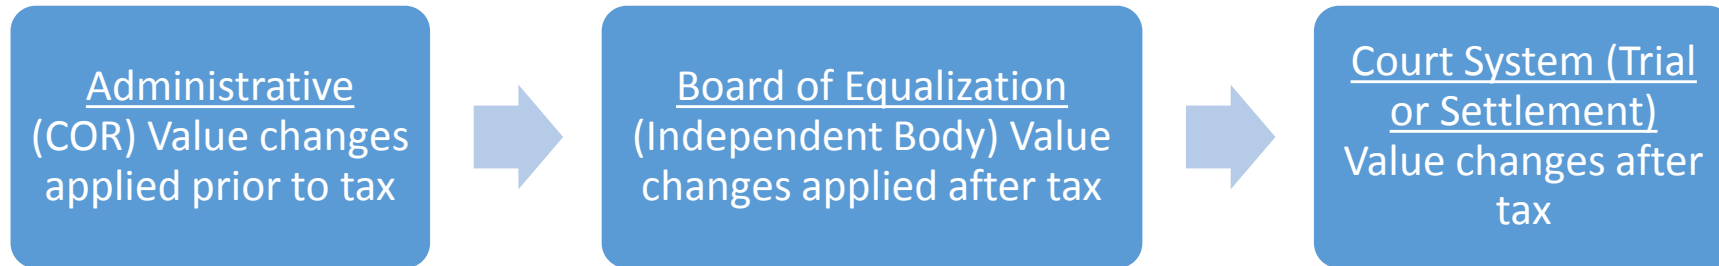 Administrative
(COR) Value changes
applied prior to tax
Board of Equalization
(Independent Body) Value
changes applied after tax
Court System (Trial
or Settlement)
Value changes after
tax